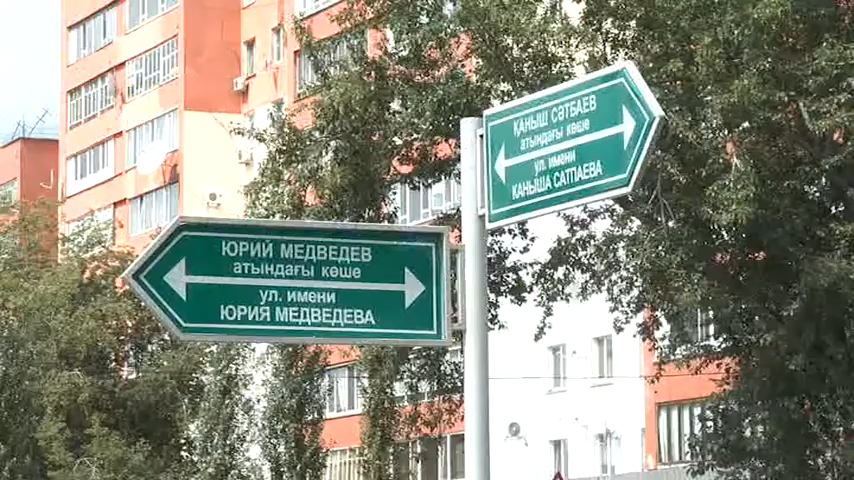 ЮРИЙ МЕДВЕДЕВ
атындағы көше
ул. имени
ЮРИЯ МЕДВЕДЕВА
ҚАНЫШ СӘТБАЕВ
атындағы көше
ул. имени
КАНЫША САТПАЕВА